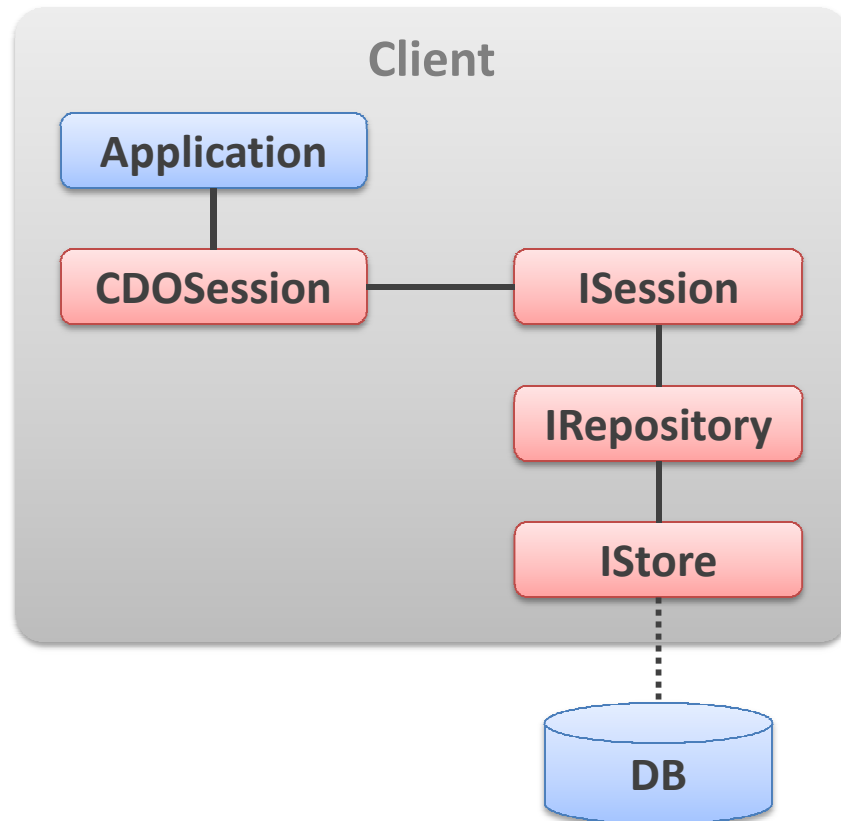 Client
Application
CDOSession
ISession
IRepository
IStore
DB